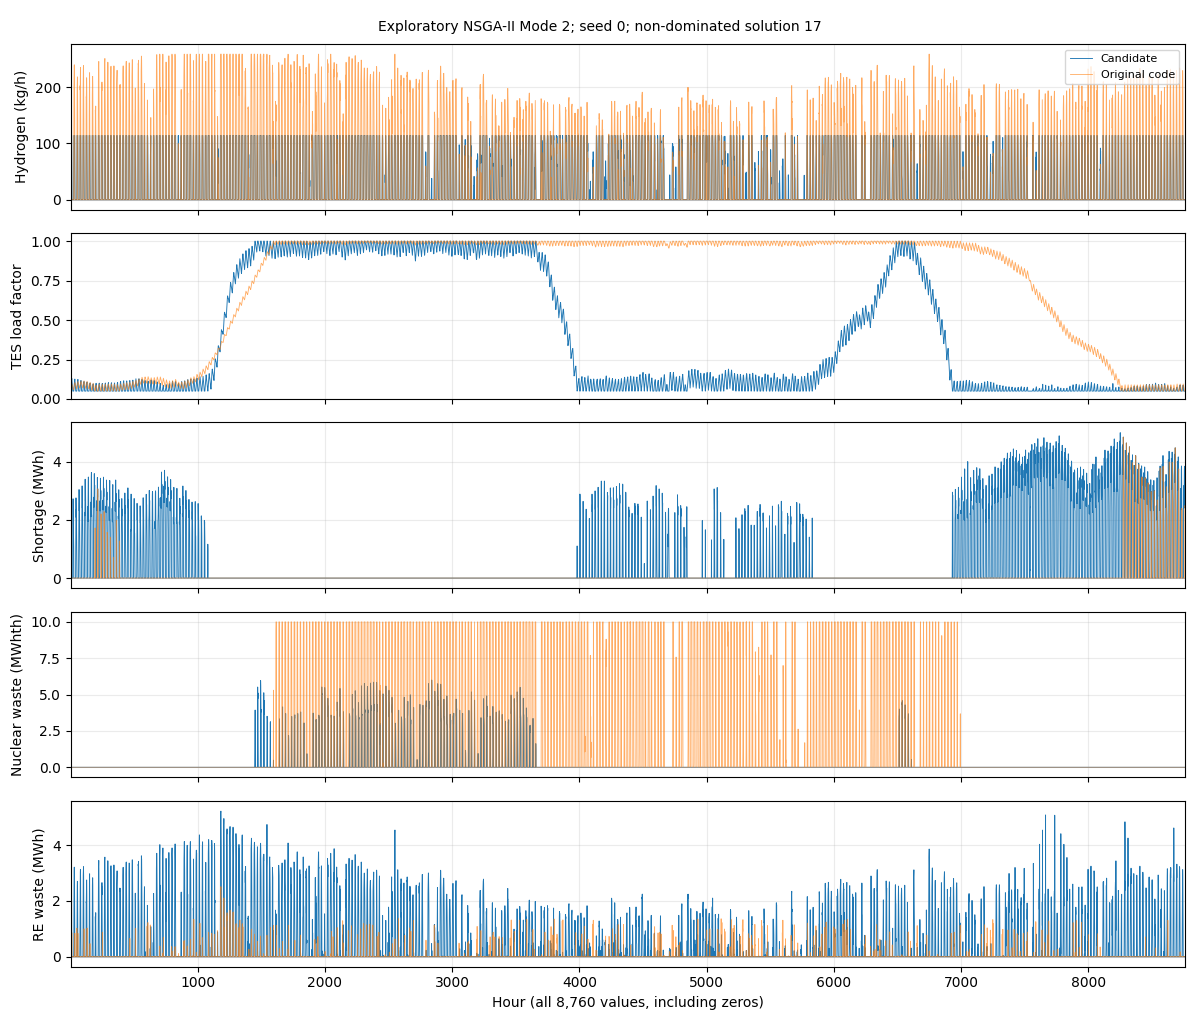 Exploratory NSGA-II Mode 2; seed 0; non-dominated solution 17
Hydrogen (kg/h)
200
100
0
Candidate
Original code
TES load factor
1.00
0.75
0.50
0.25
0.00
Shortage (MWh)
4
2
0
Nuclear waste (MWhth)
10.0
7.5
5.0
2.5
0.0
RE waste (MWh)
4
2
0
1000 2000 3000 4000 5000 6000 7000 8000
Hour (all 8,760 values, including zeros)